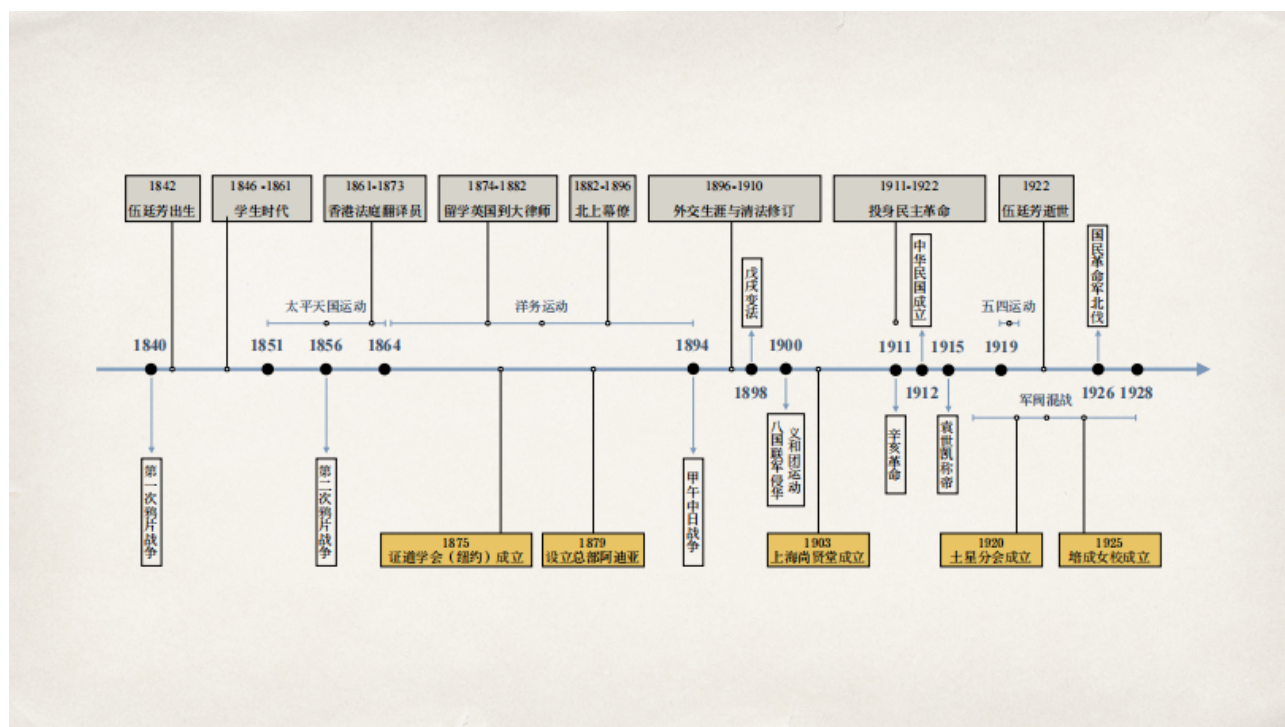 1842
伍廷芳出生
1846 -1861
学生时代
1861-1873
香港法庭翻译员
1874-1882
留学英国到大律师
1882-1896
北上幕僚
1896-1910
外交生涯与清法修订
1911-1922
投身民主革命
1922
伍廷芳逝世
国民革命军北伐
中华民国成立
戊戌变法
太平天国运动
洋务运动
五四运动
1840
1851
1856
1864
1894
1898
1900
1911
1912
1915
1919
1926
1928
军阀混战
第一次鸦片战争
第二次鸦片战争
甲午中日战争
义和团运动
八国联军侵华
辛亥革命
袁世凯称帝
1875
证道学会（纽约）成立
1879
设立总部阿迪亚
1903
上海尚贤堂成立
1920
土星分会成立
1925
培成女校成立